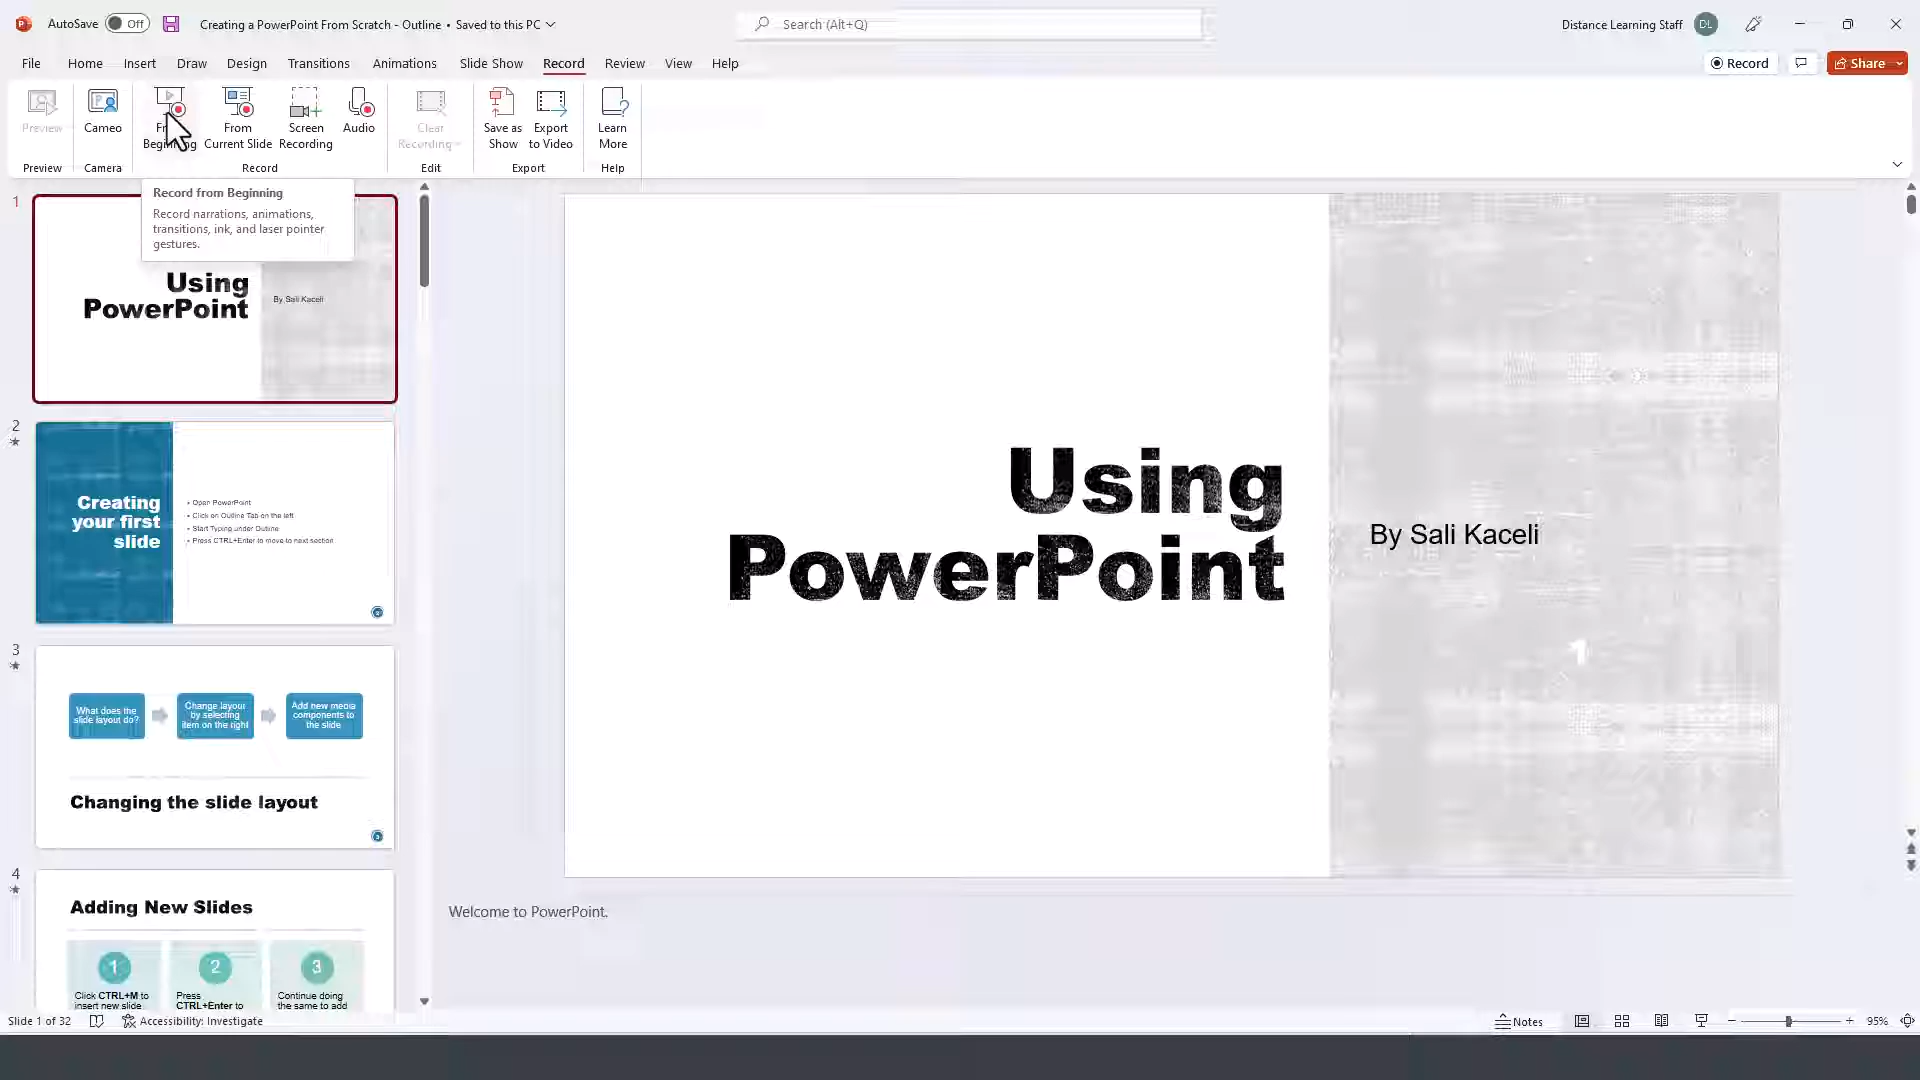 AutoSave Off Creating a PowerPoint From Scratch - Outline • Saved to this PC Search (Alt+Q) Distance Learning Staff DL
File Home Insert Draw Design Transitions Animations Slide Show Record Review View Help Record Share
Preview Cameo From Beginning From Current Slide Screen Recording Audio Clear Recording Save as Show Export to Video Learn More
Preview Camera Record Edit Export Help
Record from Beginning
Record narrations, animations,
transitions, ink, and laser pointer
gestures.
1
Using
PowerPoint
By Sali Kaceli
2
Creating
your first
slide
• Open PowerPoint
• Click on Outline Tab on the left
• Start Typing under Outline
• Press CTRL+Enter to move to next section
3
What does the
slide layout do?
Change layout
by selecting
item on the right
Add new media
components to
the slide
Changing the slide layout
4
Adding New Slides
1
Click CTRL+M to
insert new slide
2
Press
CTRL+Enter to
3
Continue doing
the same to add
Using
PowerPoint
By Sali Kaceli
1
Welcome to PowerPoint.
Slide 1 of 32 Accessibility: Investigate Notes 95%